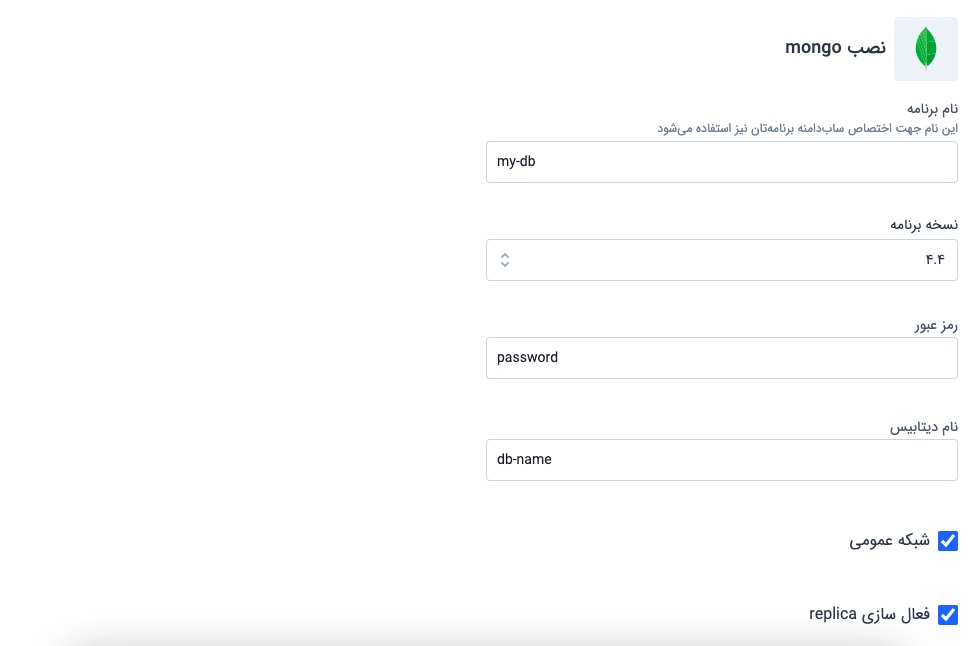 نصب mongo
نام برنامه
این نام جهت اختصاص ساب‌دامنه برنامه‌تان نیز استفاده می‌شود
my-db
نسخه برنامه
۴.۴
رمز عبور
password
نام دیتابیس
db-name
شبکه عمومی
فعال سازی replica